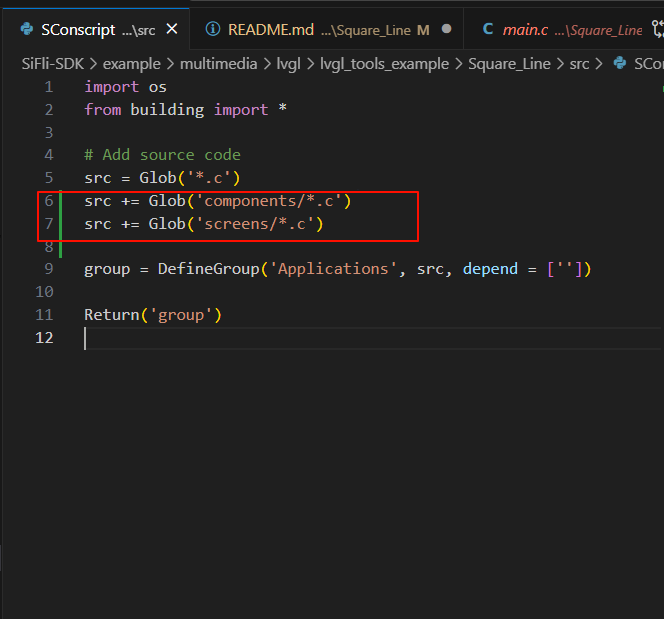 SConscript ...\src
README.md ...\Square_Line M
main.c ...\Square_Line
SiFli-SDK > example > multimedia > lvgl > lvgl_tools_example > Square_Line > src > SCon
1 import os
2 from building import *
3
4 # Add source code
5 src = Glob('*.c')
6 src += Glob('components/*.c')
7 src += Glob('screens/*.c')
8
9 group = DefineGroup('Applications', src, depend = [''])
10
11 Return('group')
12